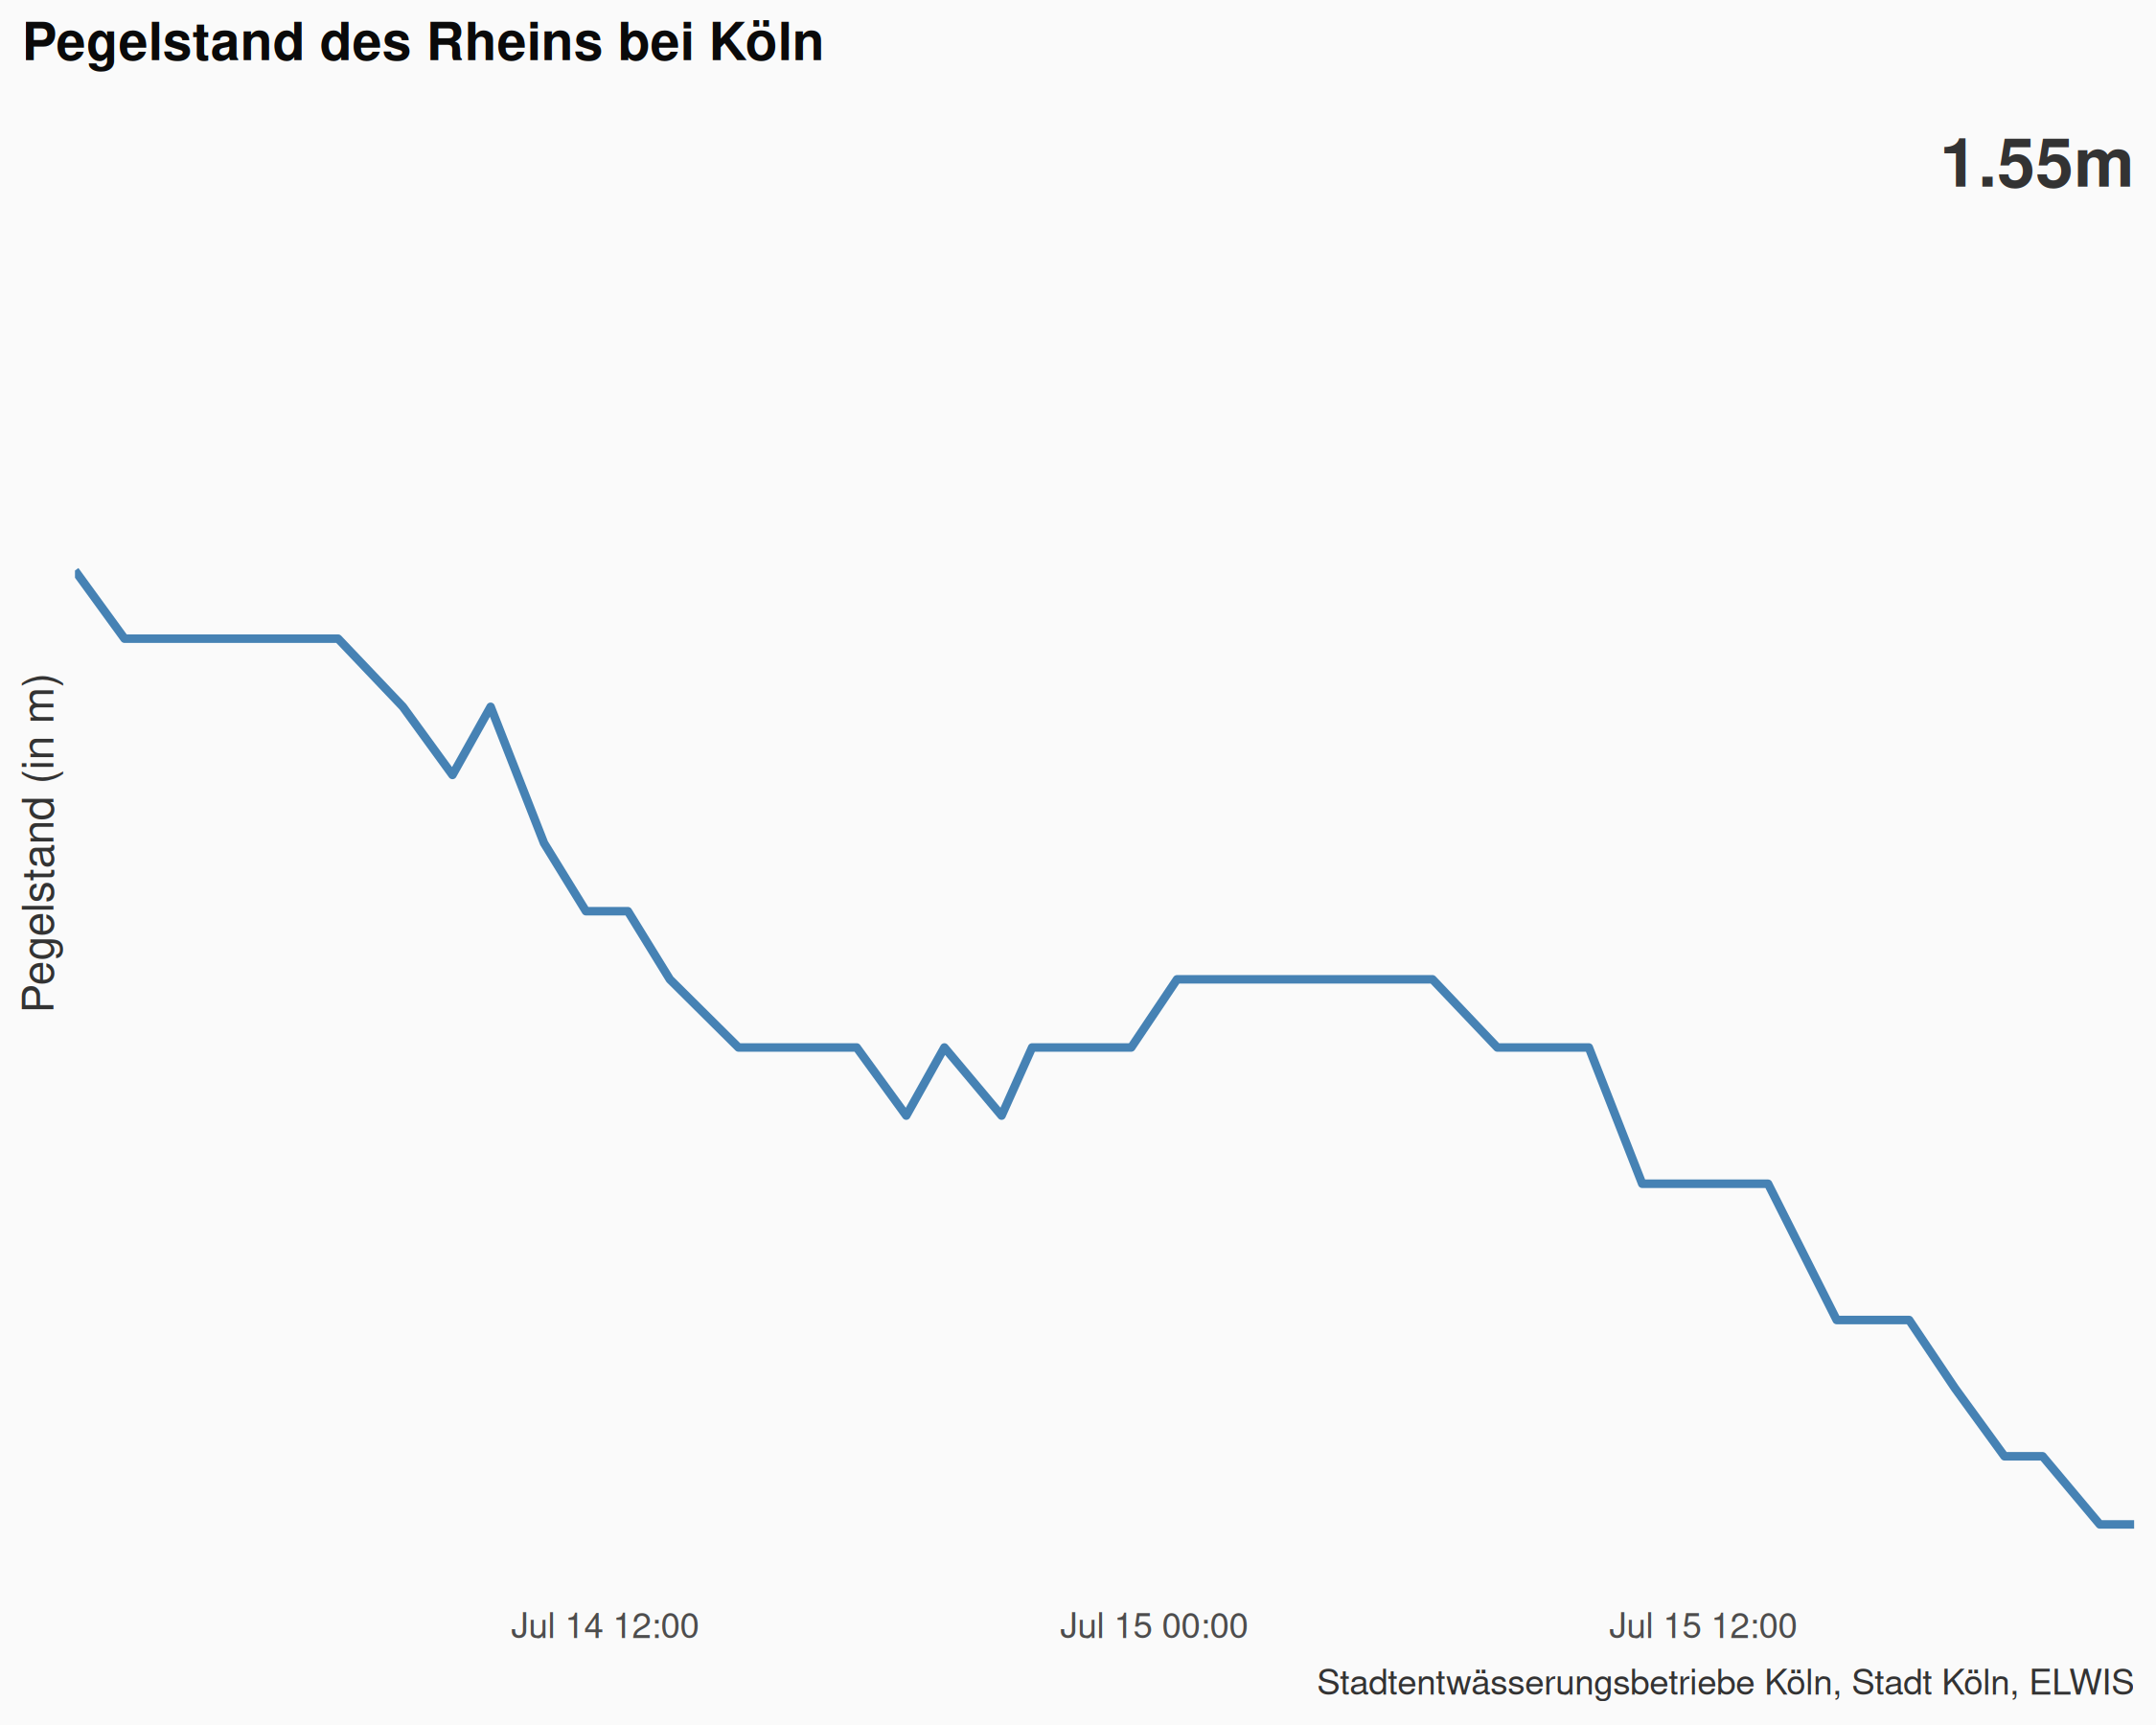 Pegelstand des Rheins bei Köln
1.55m
Pegelstand (in m)
Jul 14 12:00
Jul 15 00:00
Jul 15 12:00
Stadtentwässerungsbetriebe Köln, Stadt Köln, ELWIS